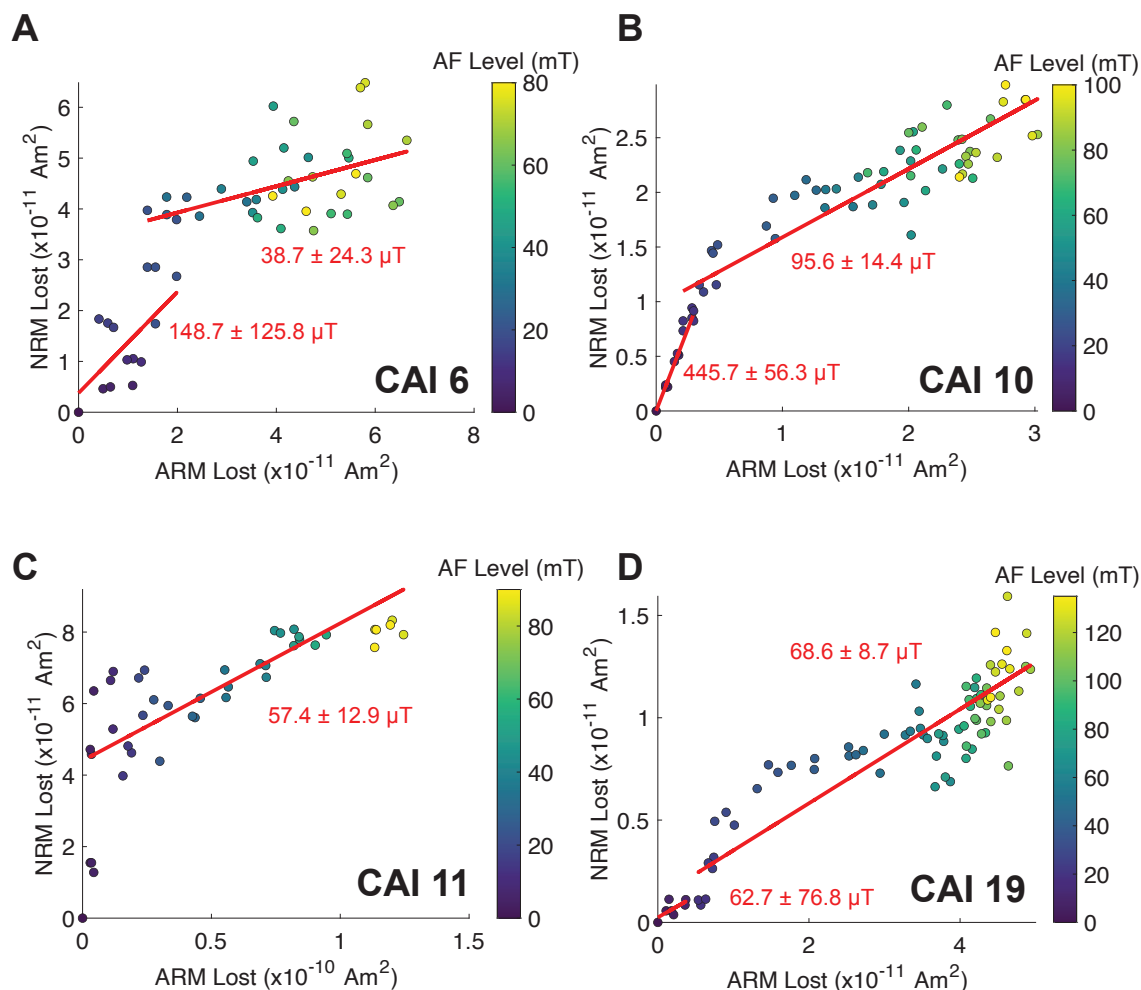 A
AF Level (mT)
NRM Lost (x10⁻¹¹ Am²)
6
5
4
3
2
1
0
0 2 4 6 8
ARM Lost (x10⁻¹¹ Am²)
38.7 ± 24.3 µT
148.7 ± 125.8 µT
CAI 6
80
60
40
20
0
B
AF Level (mT)
NRM Lost (x10⁻¹¹ Am²)
2.5
2
1.5
1
0.5
0
0 1 2 3
ARM Lost (x10⁻¹¹ Am²)
95.6 ± 14.4 µT
445.7 ± 56.3 µT
CAI 10
100
80
60
40
20
0
C
AF Level (mT)
NRM Lost (x10⁻¹¹ Am²)
8
6
4
2
0
0 0.5 1 1.5
ARM Lost (x10⁻¹⁰ Am²)
57.4 ± 12.9 µT
CAI 11
80
60
40
20
0
D
AF Level (mT)
NRM Lost (x10⁻¹¹ Am²)
1.5
1
0.5
0
0 2 4
ARM Lost (x10⁻¹¹ Am²)
68.6 ± 8.7 µT
62.7 ± 76.8 µT
CAI 19
120
100
80
60
40
20
0